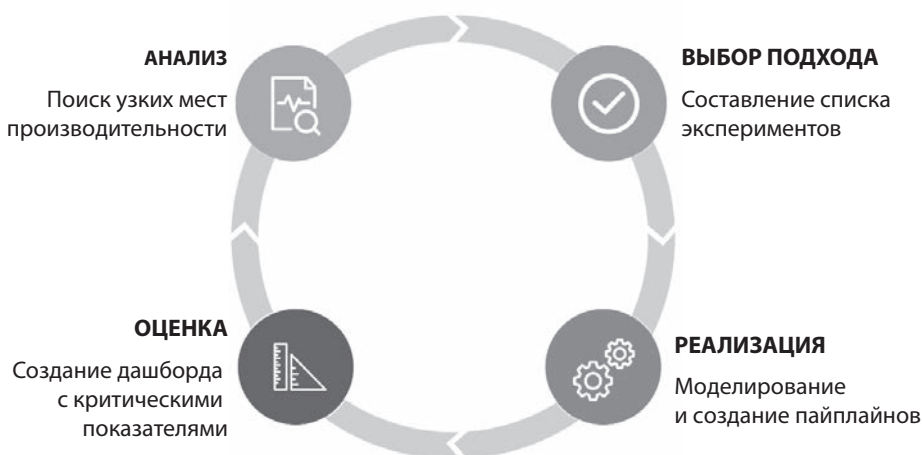 АНАЛИЗ
Поиск узких мест
производительности
ВЫБОР ПОДХОДА
Составление списка
экспериментов
РЕАЛИЗАЦИЯ
Моделирование
и создание пайплайнов
ОЦЕНКА
Создание дашборда
с критическими
показателями